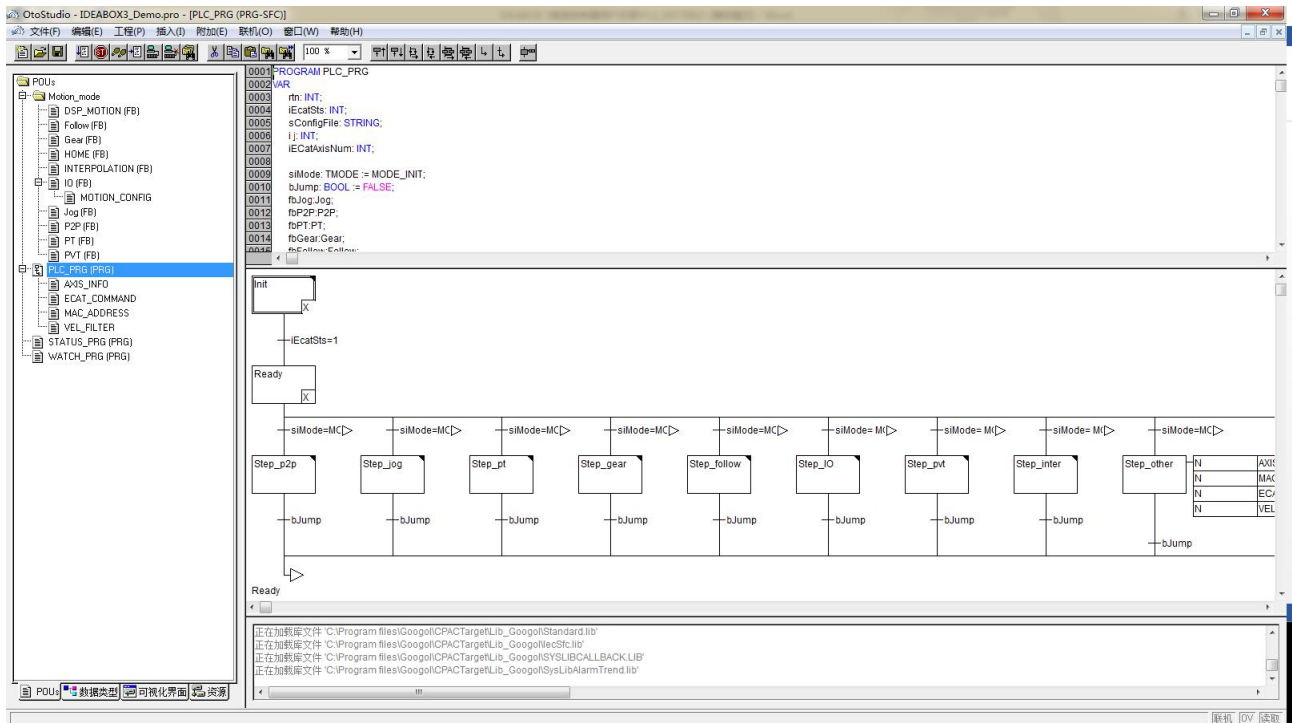 OtoStudio - IDEABOX3_Demo.pro - [PLC_PRG (PRG-SFC)]
文件(F) 编辑(E) 工程(P) 插入(I) 附加(E) 联机(O) 窗口(W) 帮助(H)
100 %
POUs
Motion_mode
DSP_MOTION (FB)
Follow (FB)
Gear (FB)
HOME (FB)
INTERPOLATION (FB)
IO (FB)
MOTION_CONFIG
Jog (FB)
P2P (FB)
PT (FB)
PVT (FB)
PLC_PRG (PRG)
AXIS_INFO
ECAT_COMMAND
MAC_ADDRESS
VEL_FILTER
STATUS_PRG (PRG)
WATCH_PRG (PRG)
0001 PROGRAM PLC_PRG
0002 VAR
0003 rtn: INT;
0004 iEcatSts: INT;
0005 sConfigFile: STRING;
0006 i,j: INT;
0007 iECatAxisNum: INT;
0008
0009 siMode: TMODE := MODE_INIT;
0010 bJump: BOOL := FALSE;
0011 fbJog:Jog;
0012 fbP2P:P2P;
0013 fbPT:PT;
0014 fbGear:Gear;
0015 fbFollow:Follow;
Init
X
iEcatSts=1
Ready
X
siMode=MC siMode=MC siMode=MC siMode=MC siMode=MC siMode= M( siMode= M( siMode= M( siMode=MC
Step_p2p Step_jog Step_pt Step_gear Step_follow Step_IO Step_pvt Step_inter Step_other N AXIS
N MAC
N ECA
N VEL
bJump bJump bJump bJump bJump bJump bJump bJump
bJump
Ready
正在加载库文件 'C:\Program files\Googol\CPACTarget\Lib_Googol\Standard.lib'
正在加载库文件 'C:\Program files\Googol\CPACTarget\Lib_Googol\IecSfc.lib'
正在加载库文件 'C:\Program files\Googol\CPACTarget\Lib_Googol\SYSLIBCALLBACK.LIB'
正在加载库文件 'C:\Program files\Googol\CPACTarget\Lib_Googol\SysLibAlarmTrend.lib'
POUs 数据类型 可视化界面 资源
联机 OV 读取